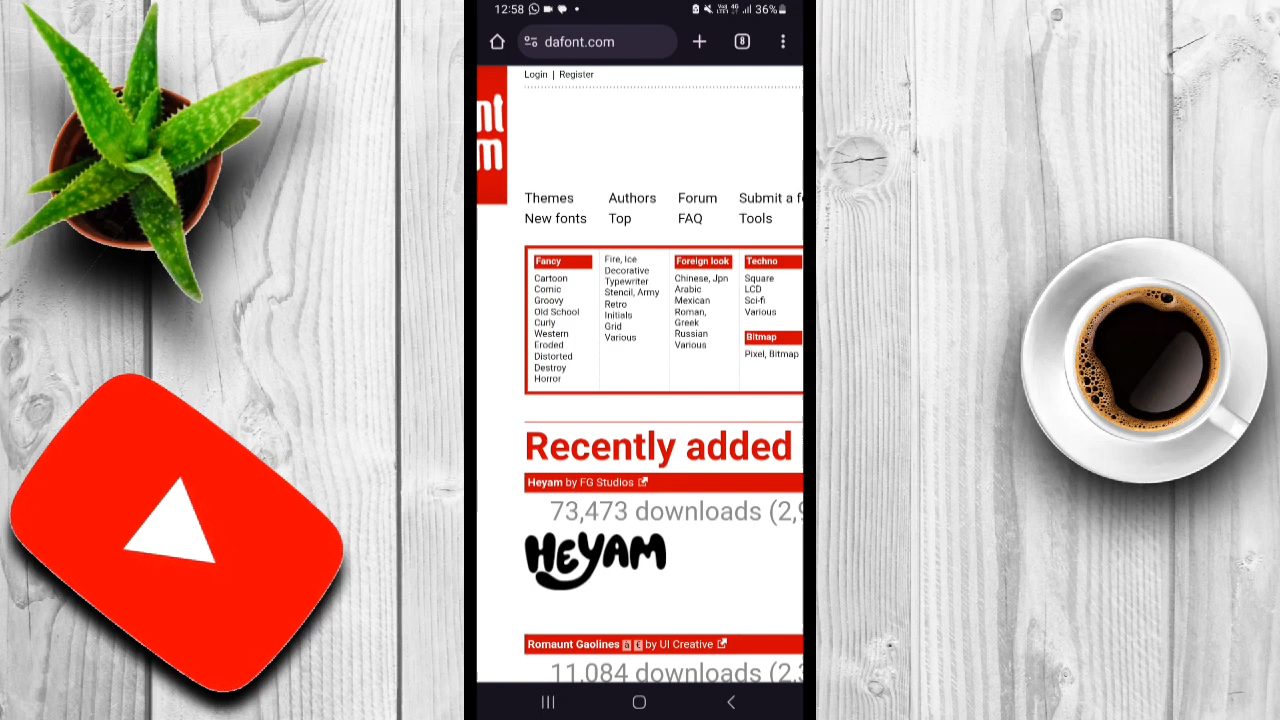 12:58
36%
dafont.com
8
Login | Register
nt
m
Themes Authors Forum Submit a f
New fonts Top FAQ Tools
Fancy
Cartoon
Comic
Groovy
Old School
Curly
Western
Eroded
Distorted
Destroy
Horror
Fire, Ice
Decorative
Typewriter
Stencil, Army
Retro
Initials
Grid
Various
Foreign look
Chinese, Jpn
Arabic
Mexican
Roman,
Greek
Russian
Various
Techno
Square
LCD
Sci-fi
Various
Bitmap
Pixel, Bitmap
Recently added
Heyam by FG Studios
73,473 downloads (2,9
HEYAM
Romaunt Gaolines à € by UI Creative
11,084 downloads (2,3